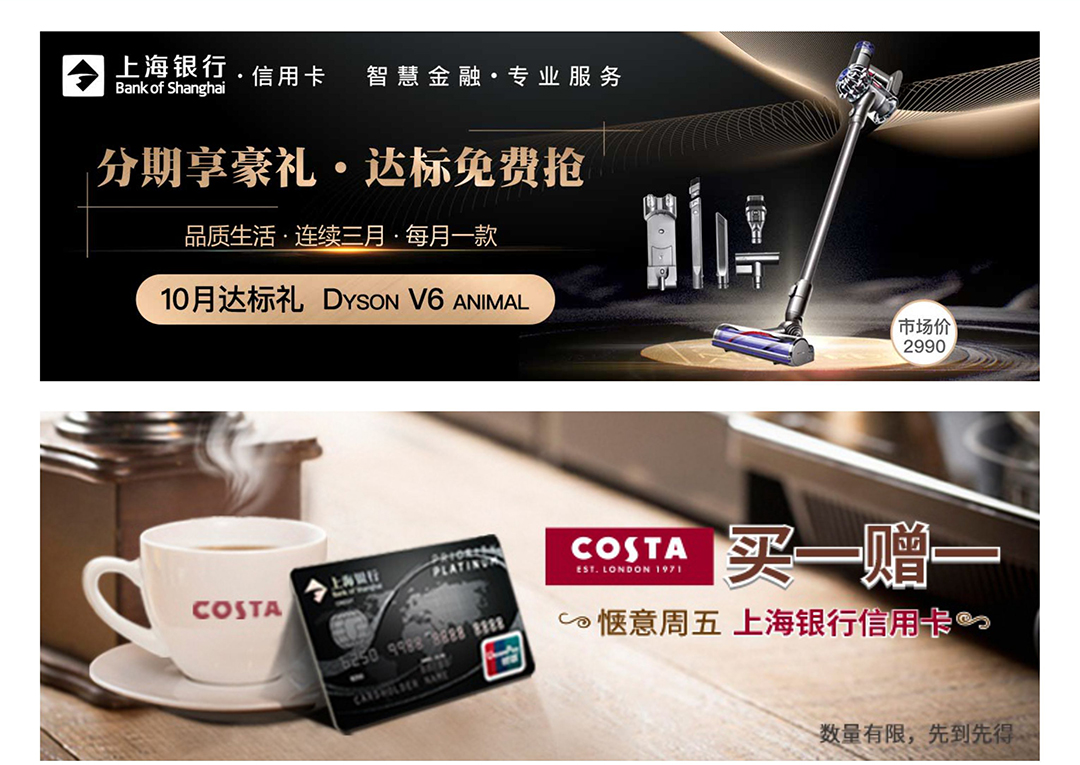 上海银行
Bank of Shanghai
·信用卡 智慧金融·专业服务
分期享豪礼·达标免费抢
品质生活·连续三月·每月一款
10月达标礼 DYSON V6 ANIMAL
市场价
2990
COSTA
EST. LONDON 1971
买一赠一
惬意周五 上海银行信用卡
COSTA
上海银行
Bank of Shanghai
PLATINUM
CARDHOLDER NAME
数量有限，先到先得